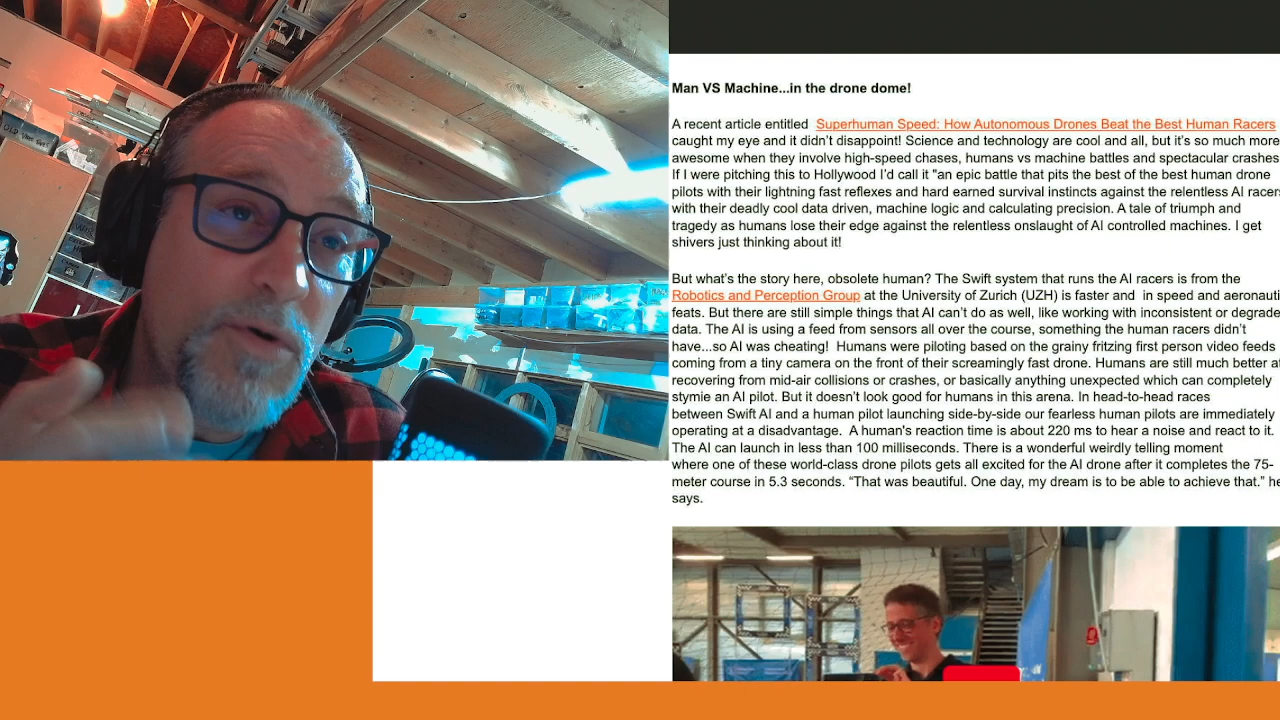 Man VS Machine...in the drone dome!
A recent article entitled Superhuman Speed: How Autonomous Drones Beat the Best Human Racers
caught my eye and it didn't disappoint! Science and technology are cool and all, but it's so much more
awesome when they involve high-speed chases, humans vs machine battles and spectacular crashes
If I were pitching this to Hollywood I'd call it "an epic battle that pits the best of the best human drone
pilots with their lightning fast reflexes and hard earned survival instincts against the relentless AI racer
with their deadly cool data driven, machine logic and calculating precision. A tale of triumph and
tragedy as humans lose their edge against the relentless onslaught of AI controlled machines. I get
shivers just thinking about it!
But what's the story here, obsolete human? The Swift system that runs the AI racers is from the
Robotics and Perception Group at the University of Zurich (UZH) is faster and in speed and aeronauti
feats. But there are still simple things that AI can't do as well, like working with inconsistent or degrade
data. The AI is using a feed from sensors all over the course, something the human racers didn't
have...so AI was cheating! Humans were piloting based on the grainy fritzing first person video feeds
coming from a tiny camera on the front of their screamingly fast drone. Humans are still much better a
recovering from mid-air collisions or crashes, or basically anything unexpected which can completely
stymie an AI pilot. But it doesn't look good for humans in this arena. In head-to-head races
between Swift AI and a human pilot launching side-by-side our fearless human pilots are immediately
operating at a disadvantage. A human's reaction time is about 220 ms to hear a noise and react to it.
The AI can launch in less than 100 milliseconds. There is a wonderful weirdly telling moment
where one of these world-class drone pilots gets all excited for the AI drone after it completes the 75-
meter course in 5.3 seconds. “That was beautiful. One day, my dream is to be able to achieve that.” he
says.